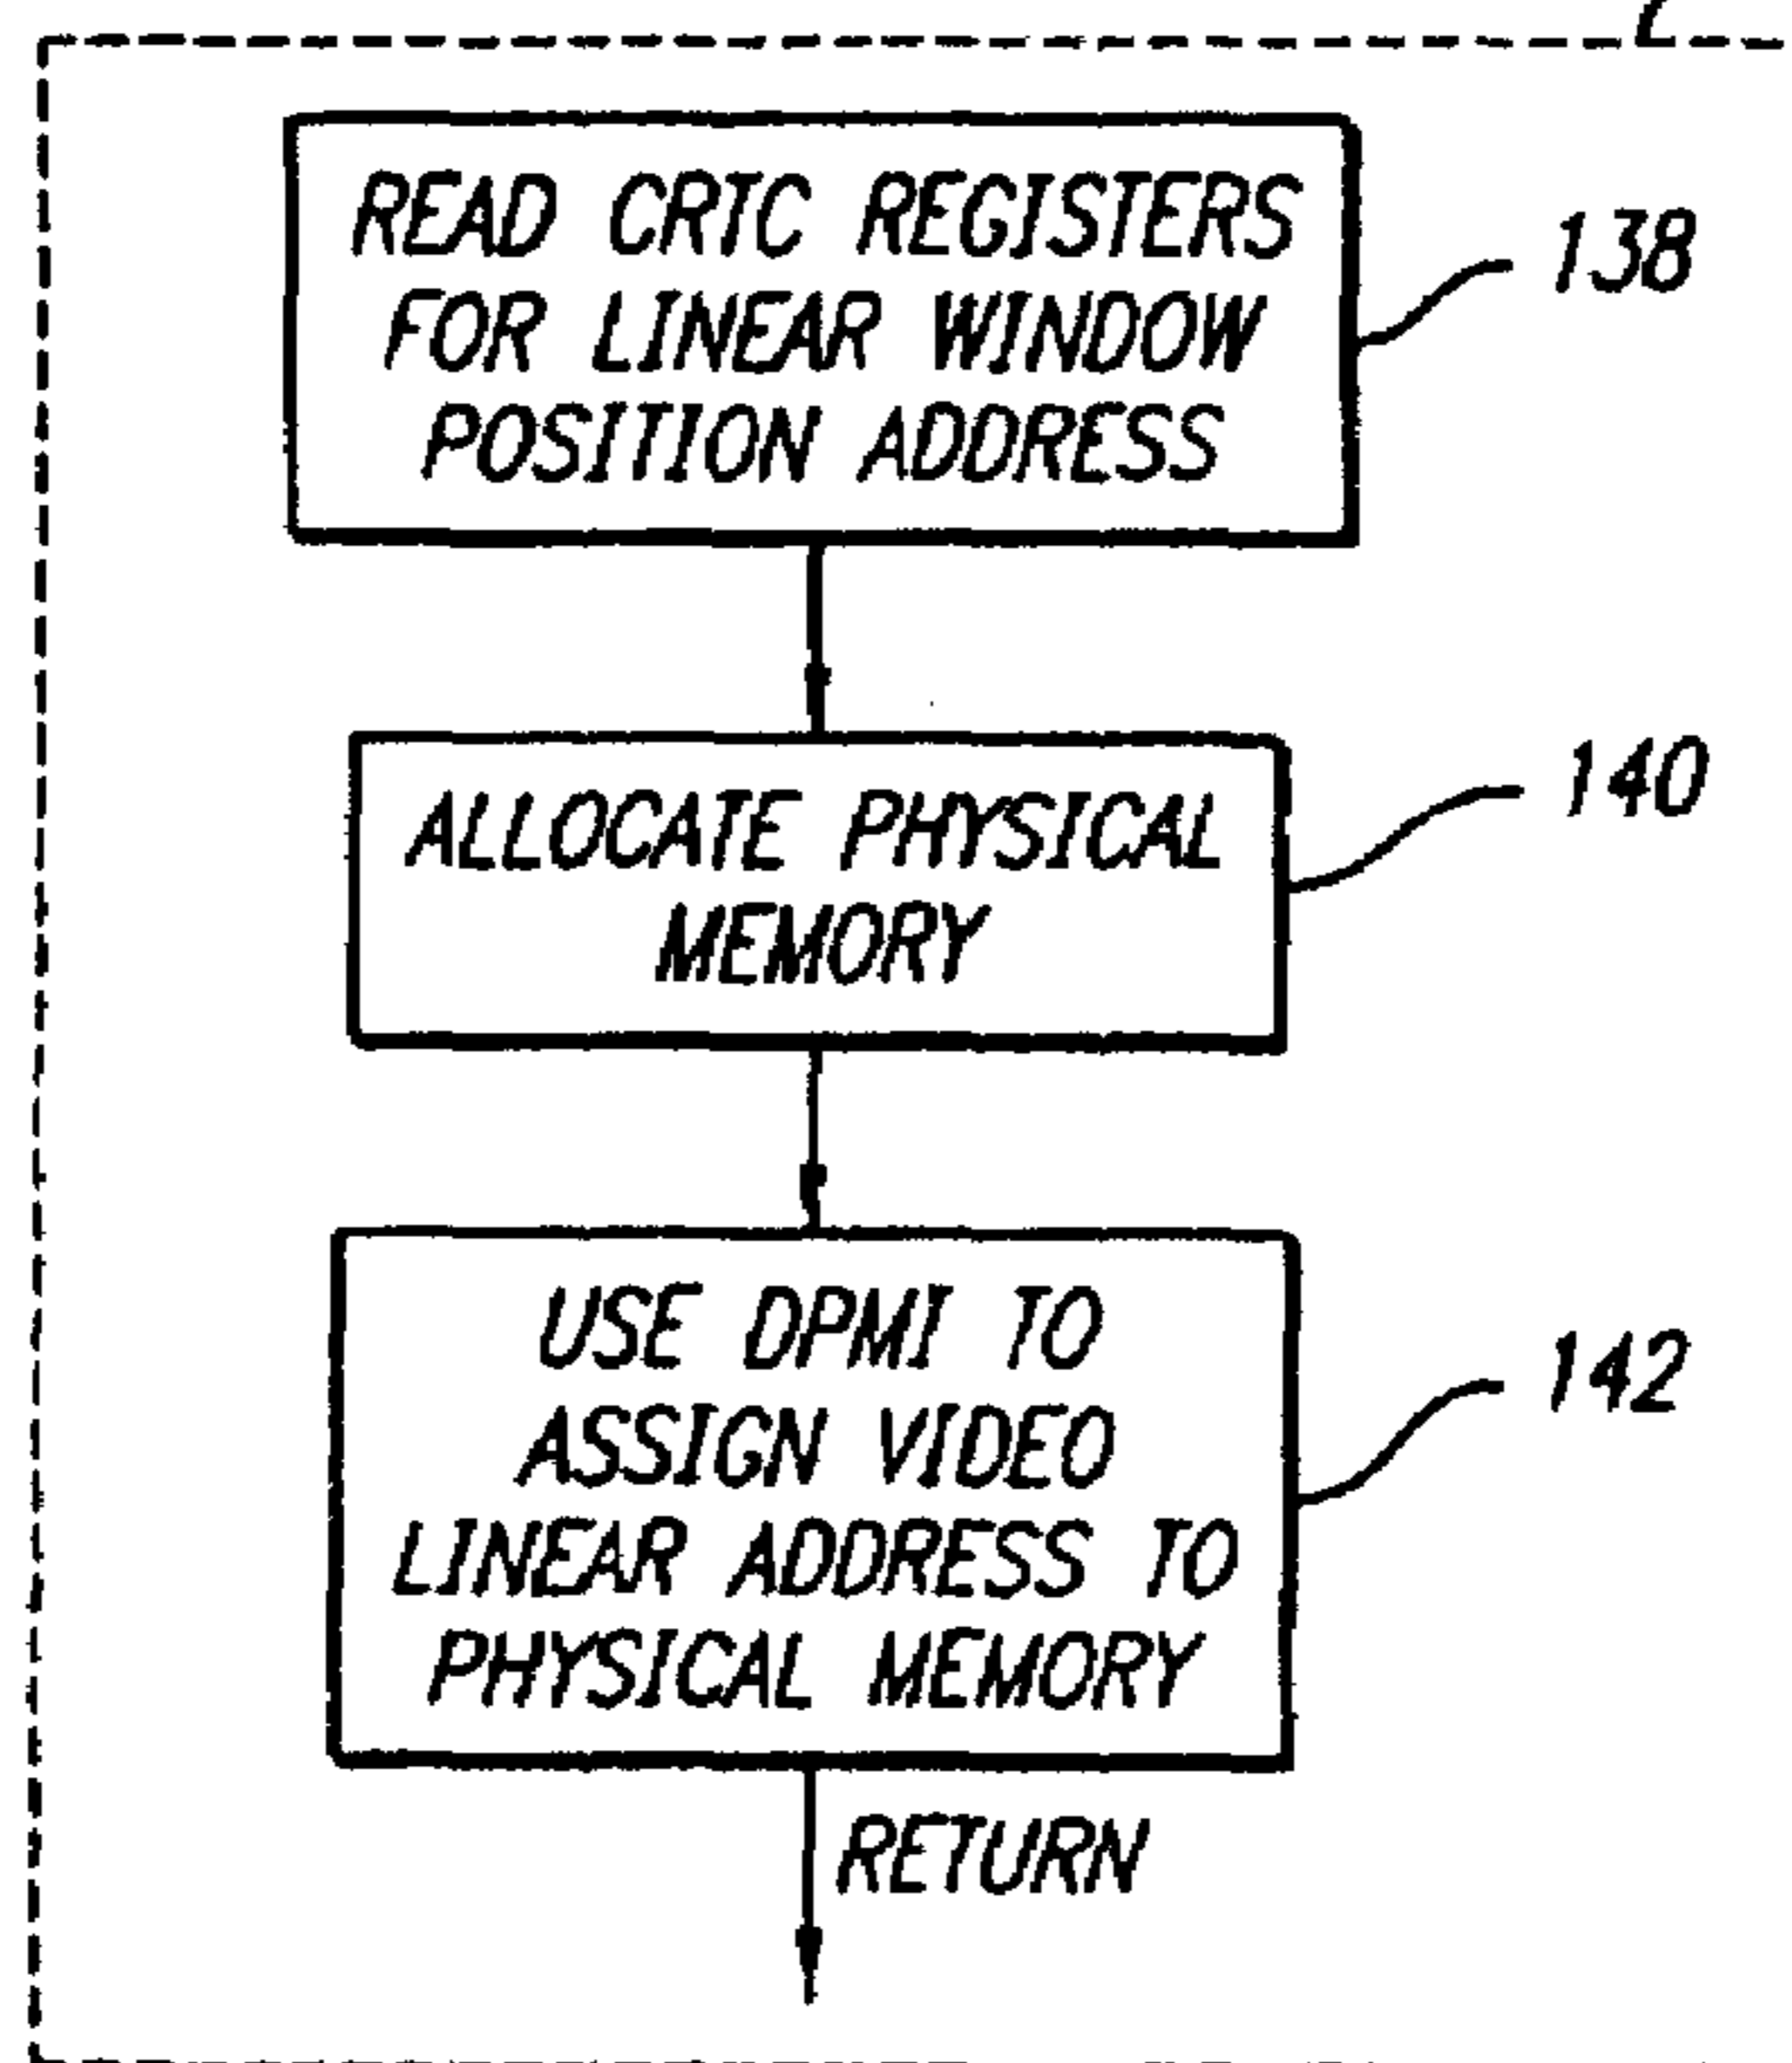 READ CRTC REGISTERS
FOR LINEAR WINDOW
POSITION ADDRESS
138
ALLOCATE PHYSICAL
MEMORY
140
USE DPMI TO
ASSIGN VIDEO
LINEAR ADDRESS TO
PHYSICAL MEMORY
142
RETURN